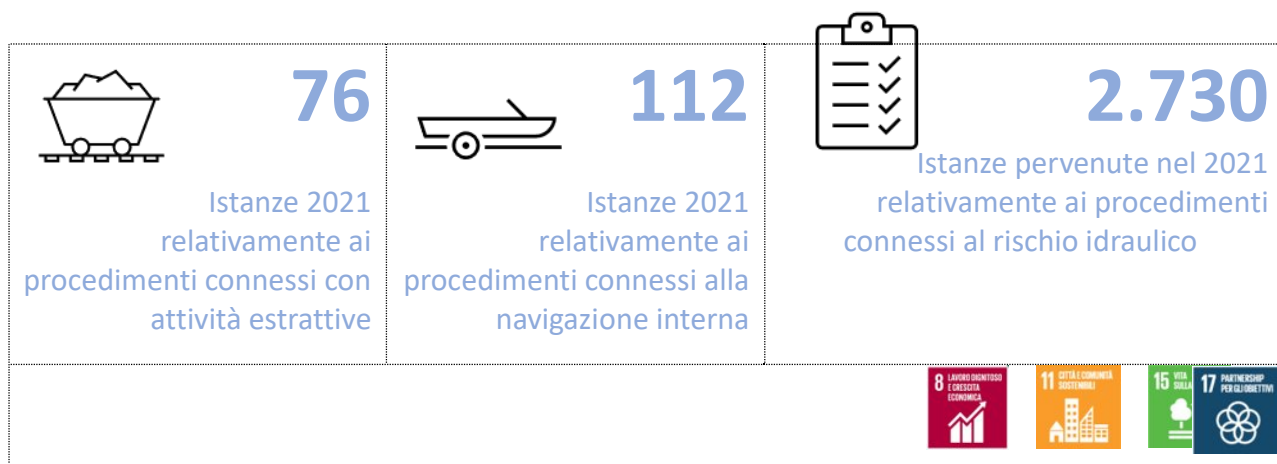 76
Istanze 2021
relativamente ai
procedimenti connessi con
attività estrattive
112
Istanze 2021
relativamente ai
procedimenti connessi alla
navigazione interna
2.730
Istanze pervenute nel 2021
relativamente ai procedimenti
connessi al rischio idraulico
8 LAVORO DIGNITOSO
E CRESCITA
ECONOMICA
11 CITTÀ E COMUNITÀ
SOSTENIBILI
15 VITA
SULLA
17 PARTNERSHIP
PER GLI OBIETTIVI